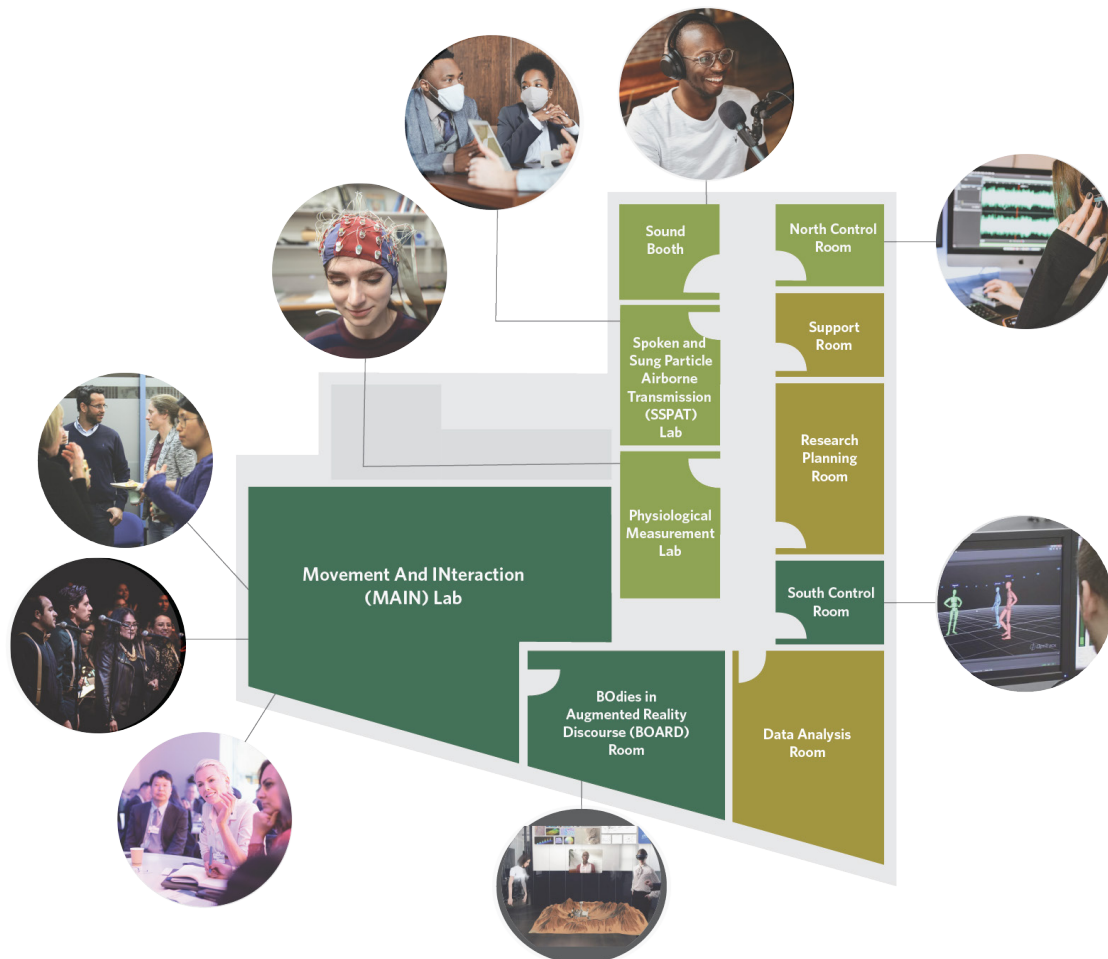 Sound
Booth
North Control
Room
Support
Room
Spoken and
Sung Particle
Airborne
Transmission
(SSPAT)
Lab
Research
Planning
Room
Physiological
Measurement
Lab
Movement And INteraction
(MAIN) Lab
South Control
Room
BOdies in
Augmented Reality
Discourse (BOARD)
Room
Data Analysis
Room